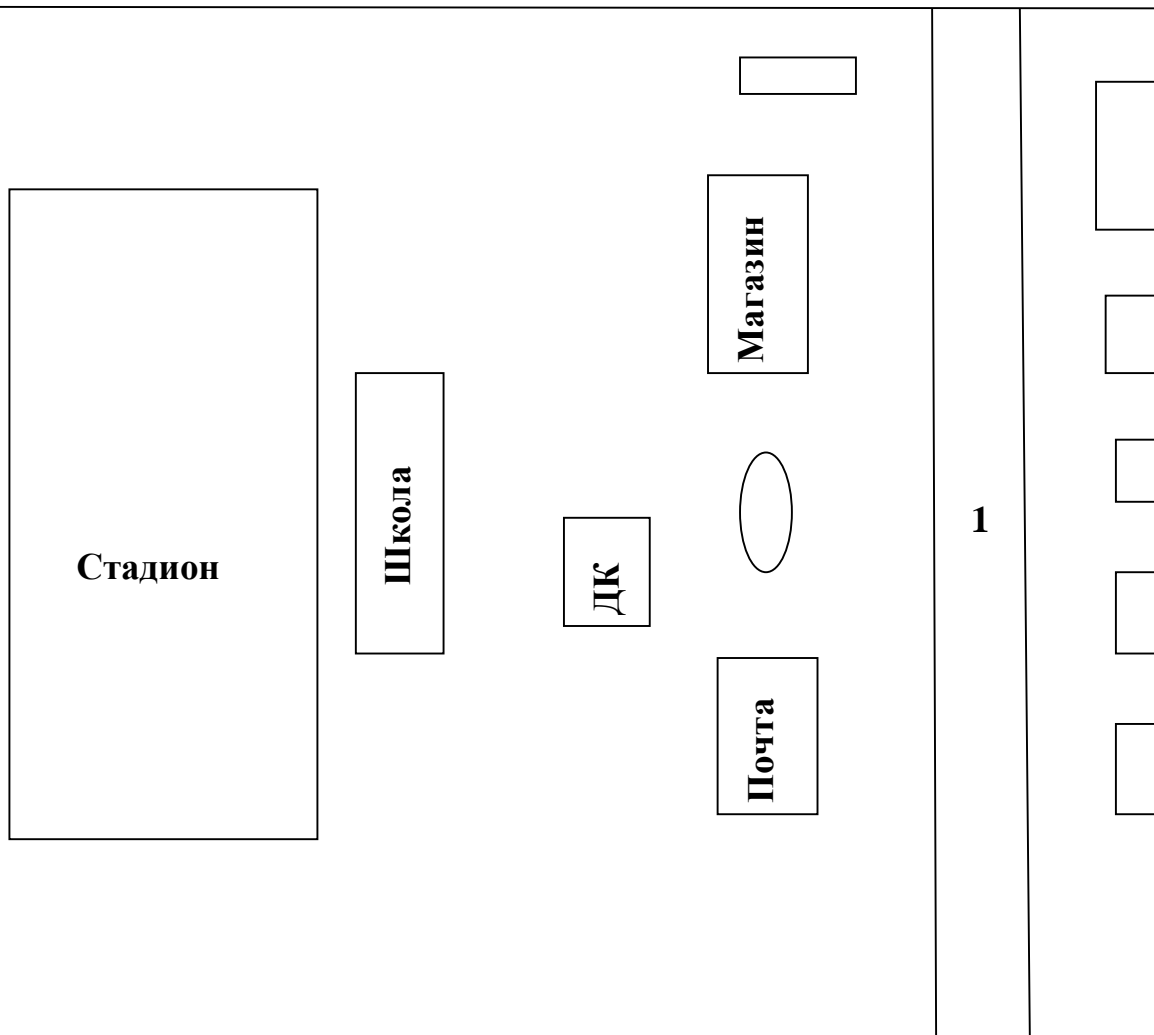 Стадион
Школа
ДК
Магазин
Почта
1